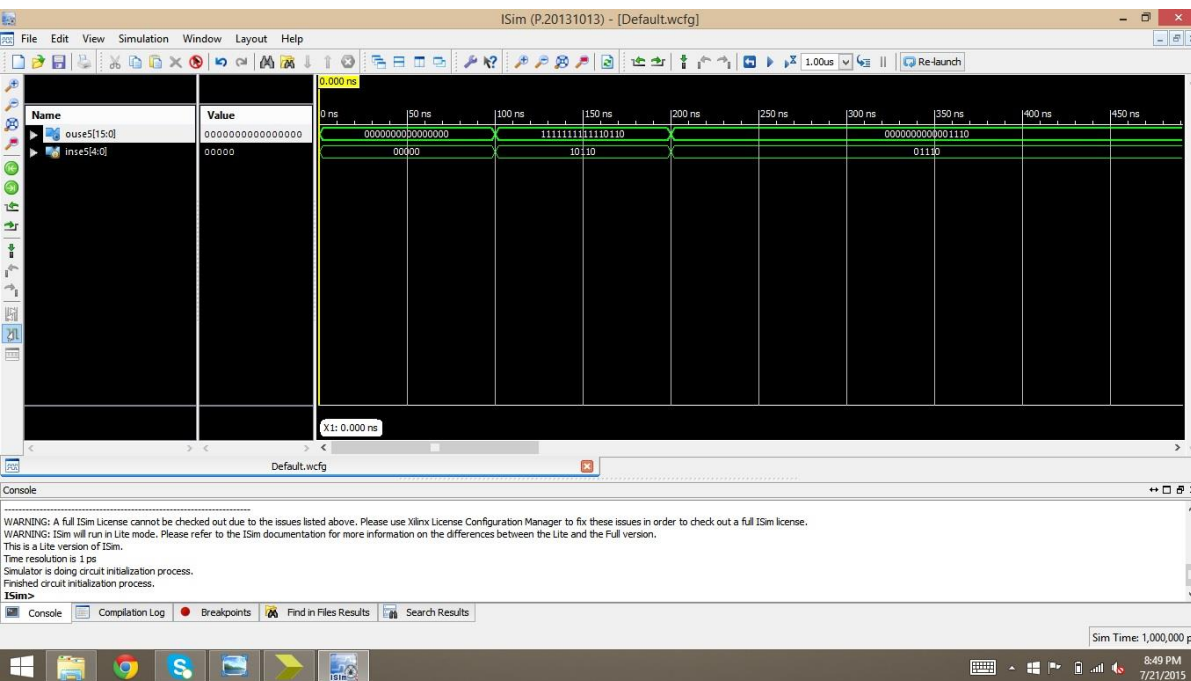 ISim (P.20131013) - [Default.wcfg]
File Edit View Simulation Window Layout Help
1.00us Re-launch
0.000 ns
Name Value 0 ns 50 ns 100 ns 150 ns 200 ns 250 ns 300 ns 350 ns 400 ns 450 ns
ouse5[15:0] 0000000000000000 0000000000000000 1111111111110110 0000000000001110
inse5[4:0] 00000 00000 10110 01110
X1: 0.000 ns
Default.wcfg
Console
WARNING: A full ISim License cannot be checked out due to the issues listed above. Please use Xilinx License Configuration Manager to fix these issues in order to check out a full ISim license.
WARNING: ISim will run in Lite mode. Please refer to the ISim documentation for more information on the differences between the Lite and the Full version.
This is a Lite version of ISim.
Time resolution is 1 ps
Simulator is doing circuit initialization process.
Finished circuit initialization process.
ISim>
Console Compilation Log Breakpoints Find in Files Results Search Results
Sim Time: 1,000,000 p
8:49 PM
7/21/2015